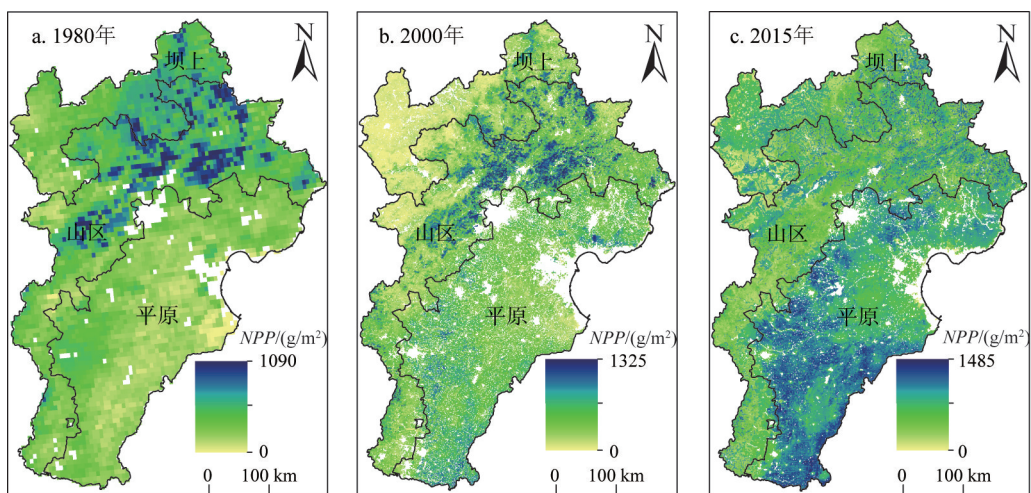 a. 1980年
N
坝上
山区
平原
NPP/(g/m²)
1090
0
0 100 km
b. 2000年
N
坝上
山区
平原
NPP/(g/m²)
1325
0
0 100 km
c. 2015年
N
坝上
山区
平原
NPP/(g/m²)
1485
0
0 100 km